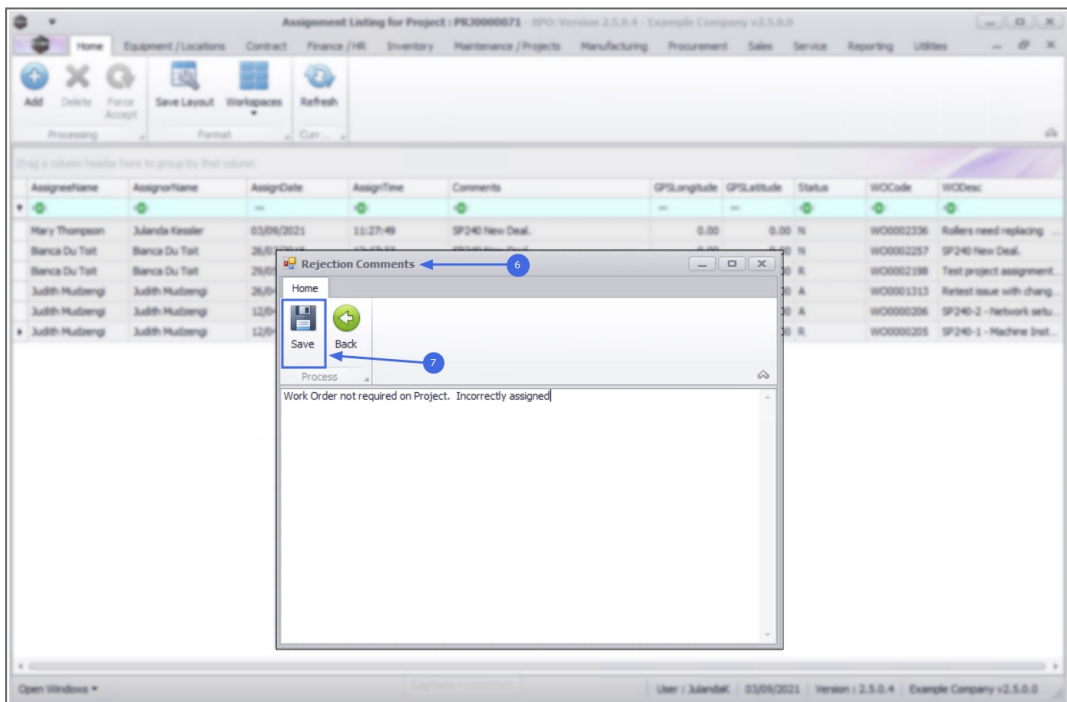 Assignment Listing for Project : PRJ0000071 - BPO: Version 2.5.0.4 - Example Company v2.5.0.0
Home Equipment / Locations Contract Finance / HR Inventory Maintenance / Projects Manufacturing Procurement Sales Service Reporting Utilities
Add Delete Force Accept Save Layout Workspaces Refresh
Processing Format Curr ...
Drag a column header here to group by that column
AssigneeName AssignorName AssignDate AssignTime Comments GPSLongitude GPSLatitude Status WOCode WODesc
Mary Thompson Julanda Kessler 03/09/2021 11:27:49 SP240 New Deal. 0.00 0.00 N WO0002336 Rollers need replacing ...
Bianca Du Toit Bianca Du Toit N WO0002257 SP240 New Deal.
Bianca Du Toit Bianca Du Toit R WO0002198 Test project assignment...
Judith Mudzengi Judith Mudzengi A WO0001313 Retest issue with chang...
Judith Mudzengi Judith Mudzengi A WO0000206 SP240-2 - Network setu...
Judith Mudzengi Judith Mudzengi R WO0000205 SP240-1 - Machine Inst...
Rejection Comments 6
Home
Save Back
7
Process
Work Order not required on Project. Incorrectly assigned
Open Windows User : JulandaK 03/09/2021 Version : 2.5.0.4 Example Company v2.5.0.0